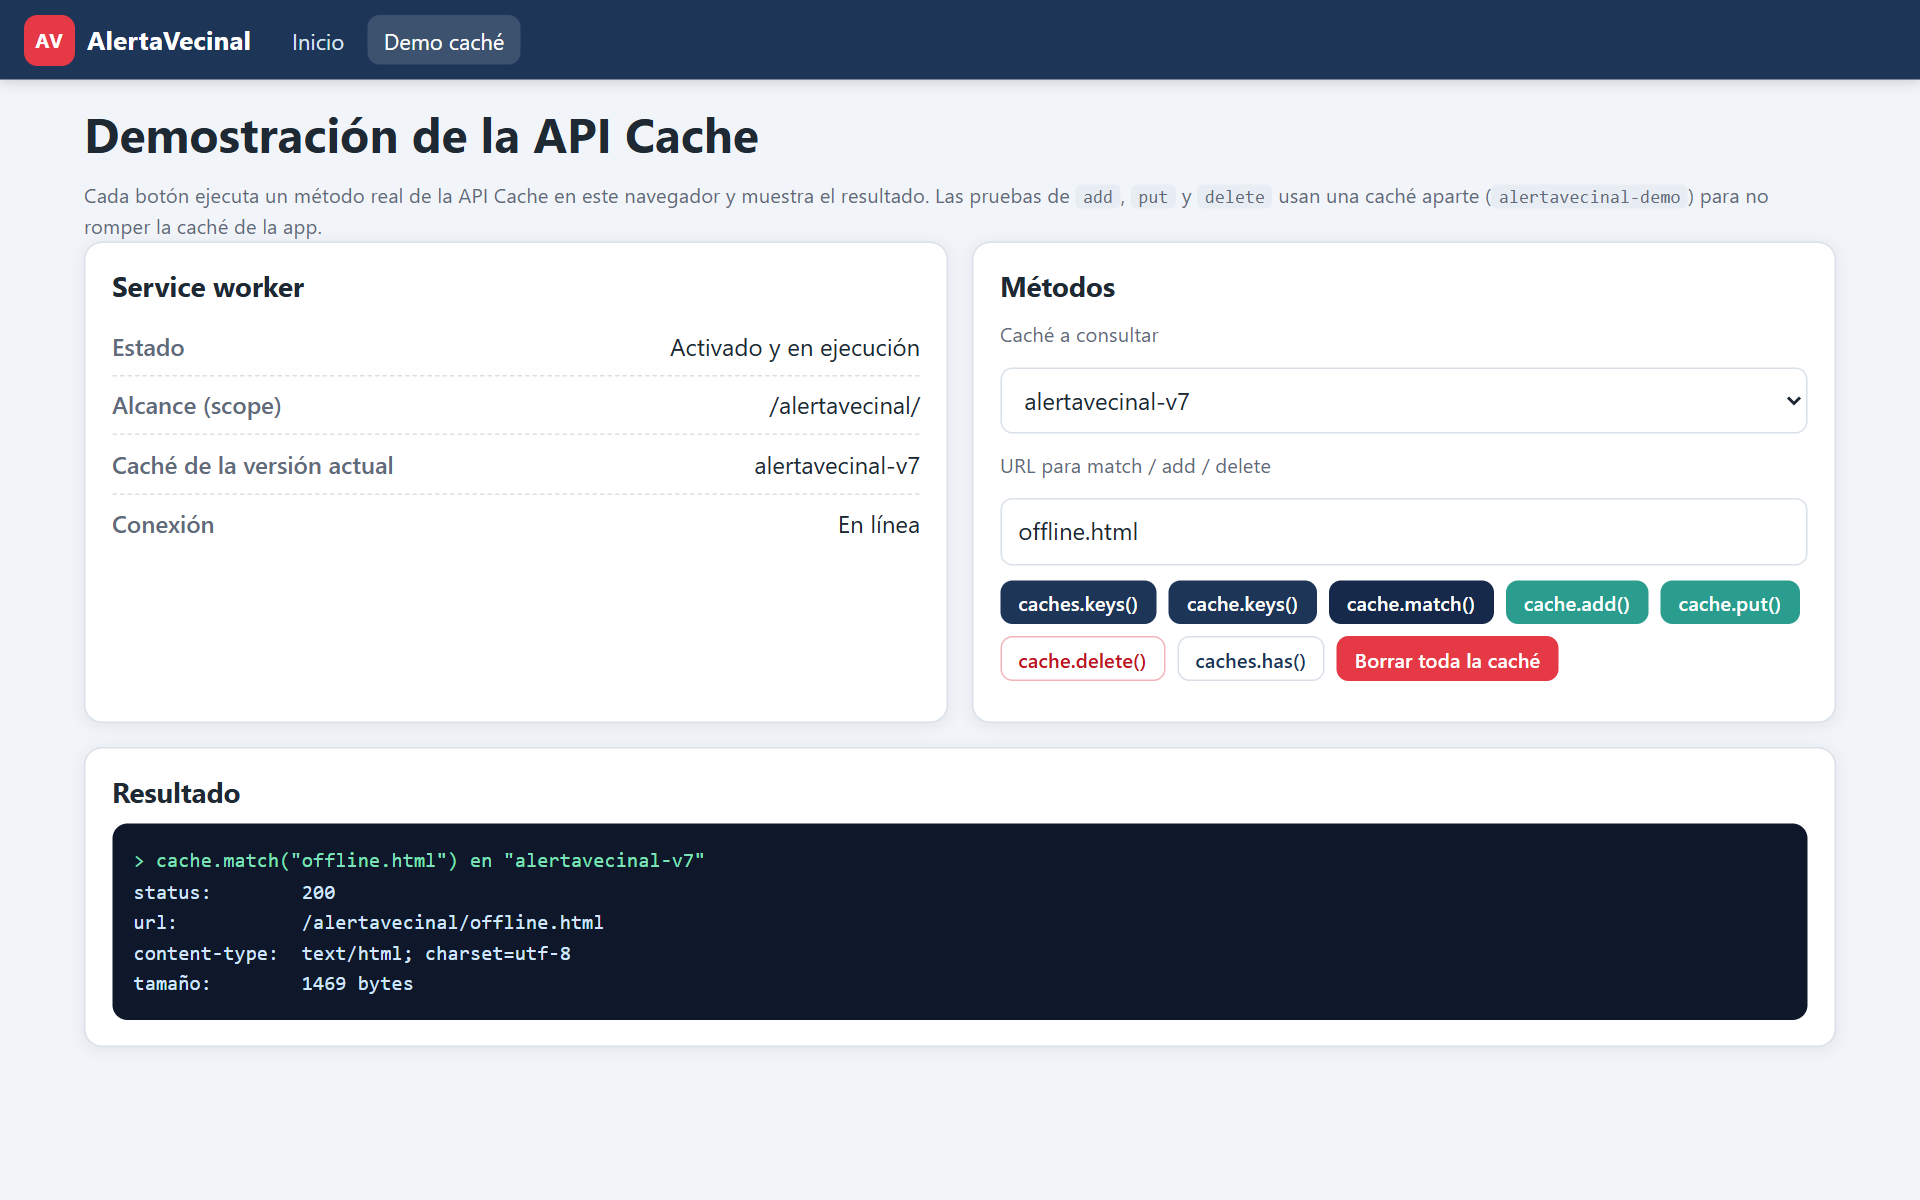 AV AlertaVecinal Inicio Demo caché
Demostración de la API Cache
Cada botón ejecuta un método real de la API Cache en este navegador y muestra el resultado. Las pruebas de add, put y delete usan una caché aparte (alertavecinal-demo) para no
romper la caché de la app.
Service worker
Estado Activado y en ejecución
Alcance (scope) /alertavecinal/
Caché de la versión actual alertavecinal-v7
Conexión En línea
Métodos
Caché a consultar
alertavecinal-v7
URL para match / add / delete
offline.html
caches.keys() cache.keys() cache.match() cache.add() cache.put()
cache.delete() caches.has() Borrar toda la caché
Resultado
> cache.match("offline.html") en "alertavecinal-v7"
status: 200
url: /alertavecinal/offline.html
content-type: text/html; charset=utf-8
tamaño: 1469 bytes